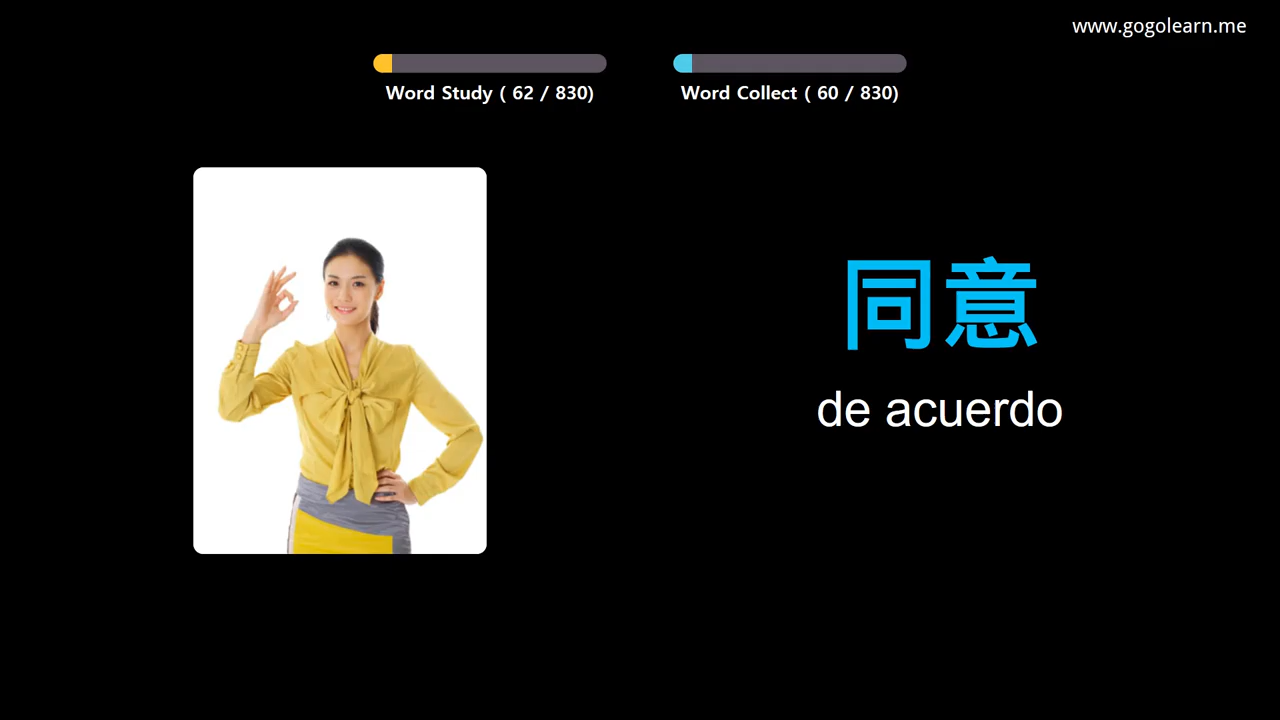 www.gogolearn.me
Word Study ( 62 / 830)
Word Collect ( 60 / 830)
同意
de acuerdo